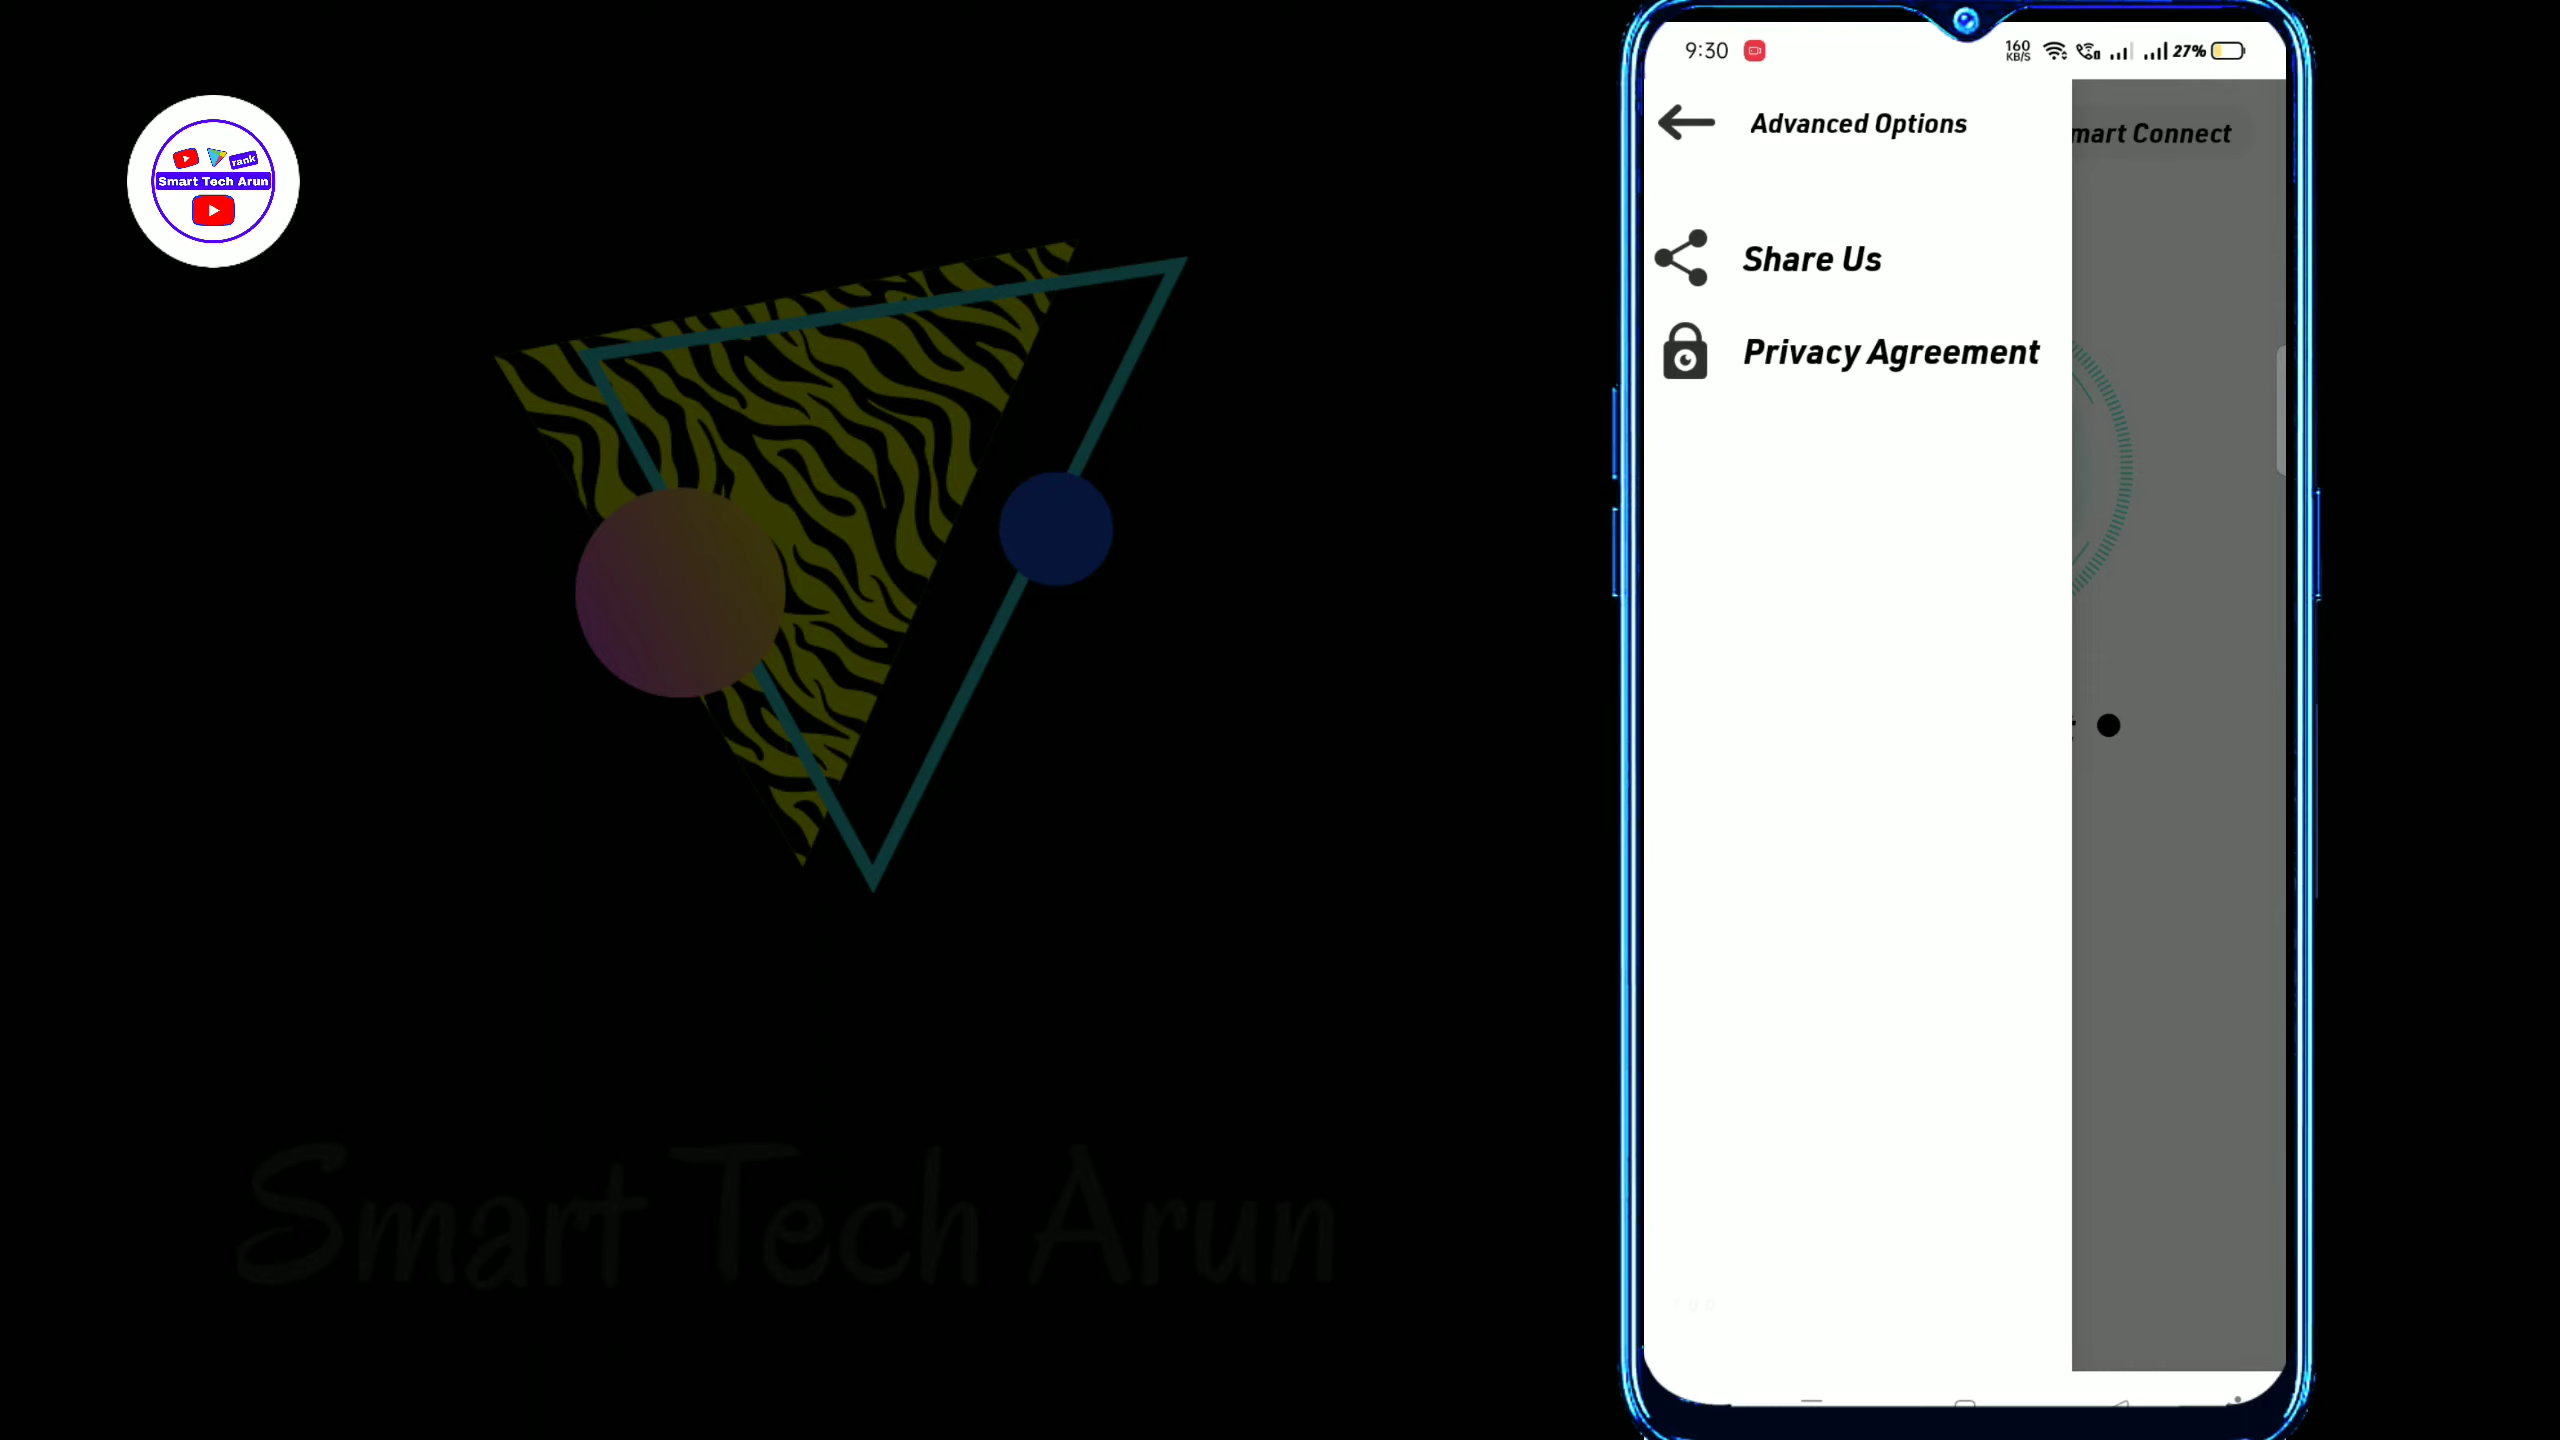 rank
Smart Tech Arun
9:30
160
KB/S
27%
Advanced Options
mart Connect
Share Us
Privacy Agreement
Smart Tech Arun